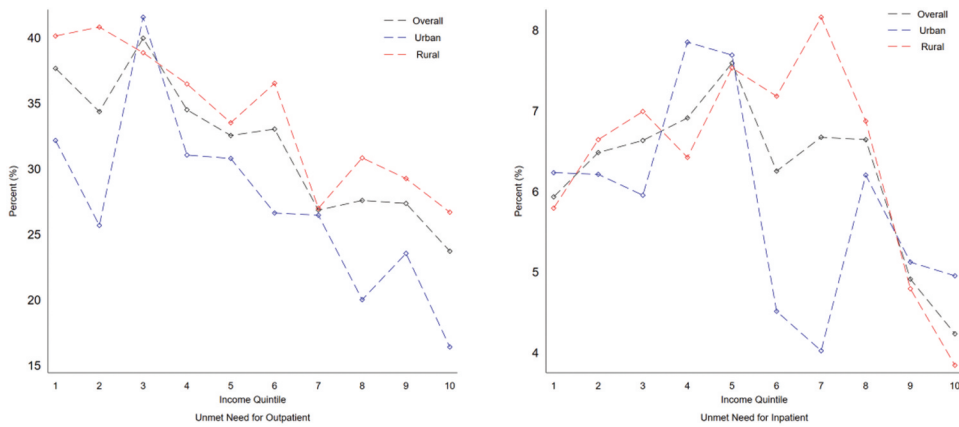 Overall
Urban
Rural
Percent (%)
40
35
30
25
20
15
1 2 3 4 5 6 7 8 9 10
Income Quintile
Unmet Need for Outpatient
Overall
Urban
Rural
Percent (%)
8
7
6
5
4
1 2 3 4 5 6 7 8 9 10
Income Quintile
Unmet Need for Inpatient